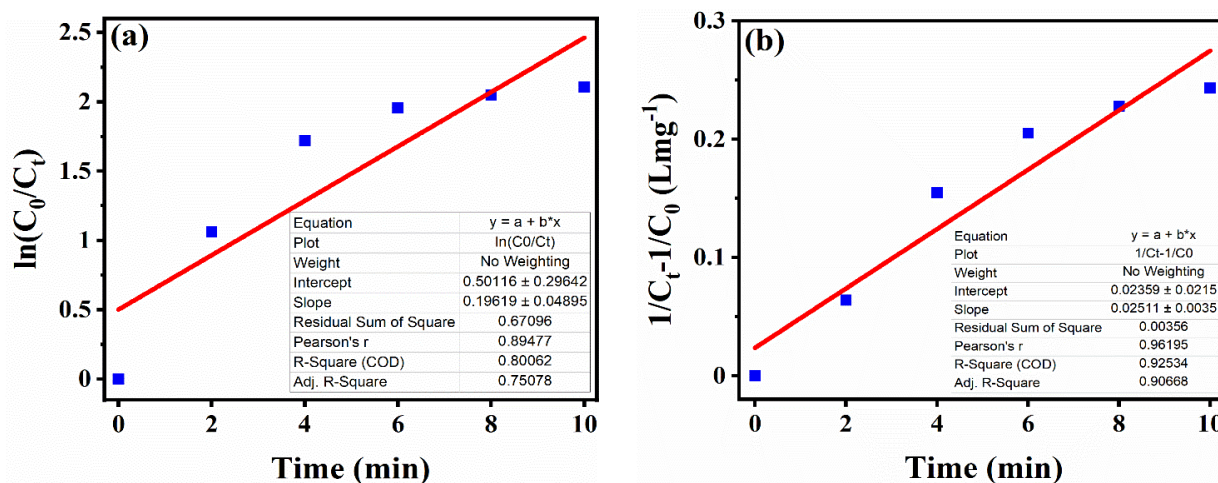 (a)
ln(C₀/Cₜ)
2.5
2.0
1.5
1
0.5
0
0 2 4 6 8 10
Time (min)
Equation y = a + b*x
Plot ln(C0/Ct)
Weight No Weighting
Intercept 0.50116 ± 0.29642
Slope 0.19619 ± 0.04895
Residual Sum of Square 0.67096
Pearson's r 0.89477
R-Square (COD) 0.80062
Adj. R-Square 0.75078
(b)
1/Cₜ-1/C₀ (Lmg⁻¹)
0.3
0.2
0.1
0
0 2 4 6 8 10
Time (min)
Equation y = a + b*x
Plot 1/Ct-1/C0
Weight No Weighting
Intercept 0.02359 ± 0.0215
Slope 0.02511 ± 0.0035
Residual Sum of Square 0.00356
Pearson's r 0.96195
R-Square (COD) 0.92534
Adj. R-Square 0.90668